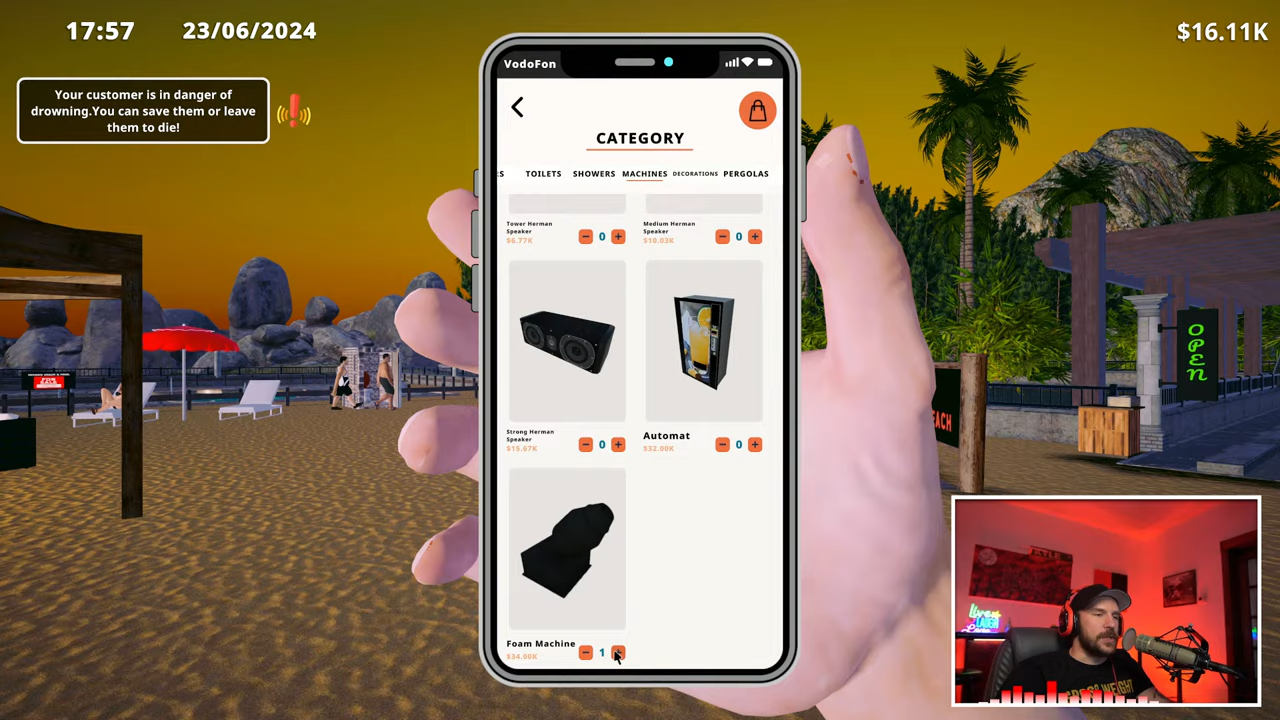 17:57
23/06/2024
$16.11K
Your customer is in danger of
drowning.You can save them or leave
them to die!
VodoFon
CATEGORY
TOILETS
SHOWERS
MACHINES
DECORATIONS
PERGOLAS
Tower Herman
Speaker
$6.77K
0
Medium Herman
Speaker
$10.03K
0
Strong Herman
Speaker
$15.67K
0
Automat
$32.00K
0
Foam Machine
$34.00K
1
OPEN